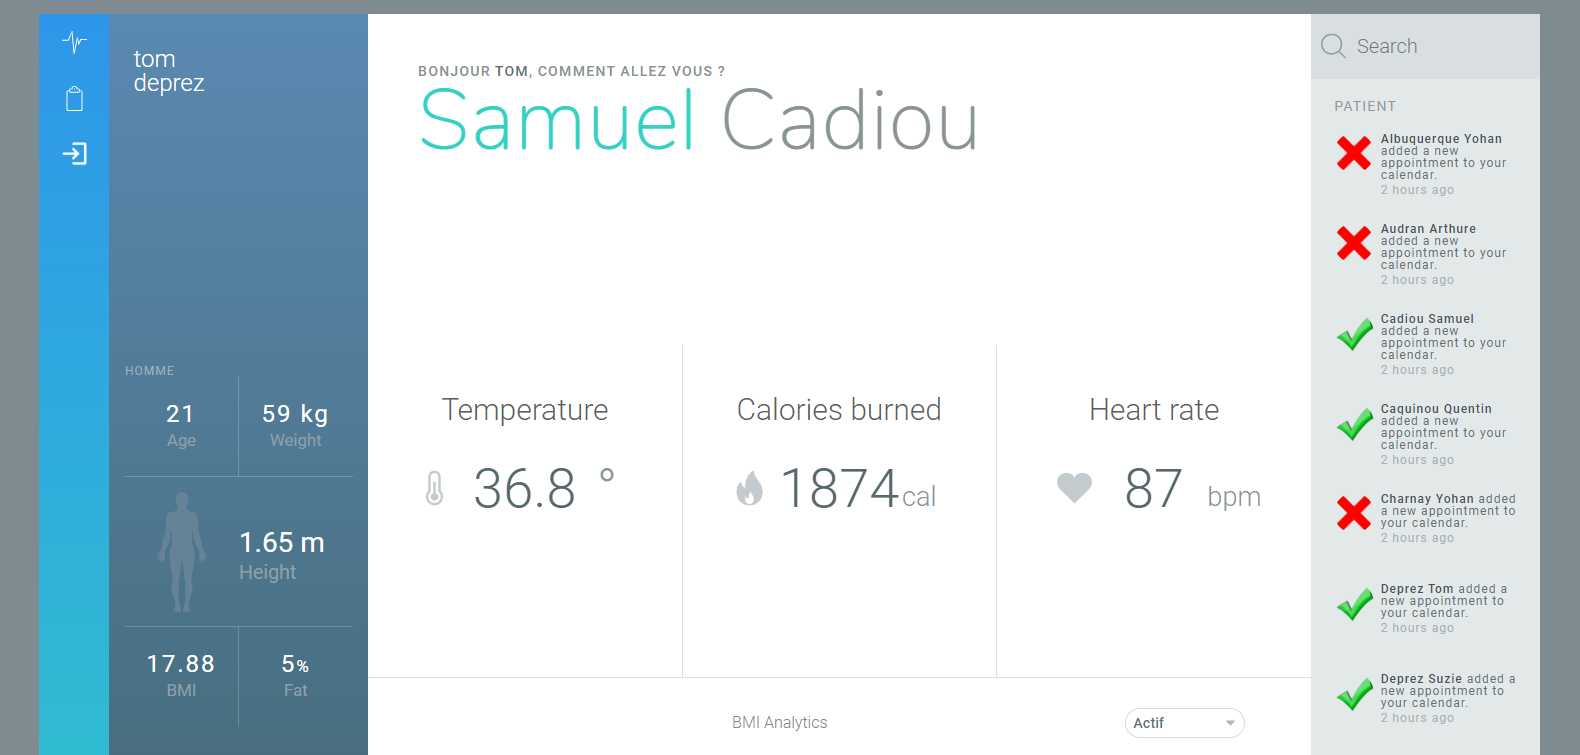 tom
deprez
HOMME
21
59 kg
Age
Weight
1.65 m
Height
17.88
5%
BMI
Fat
BONJOUR TOM, COMMENT ALLEZ VOUS ?
Samuel Cadiou
Temperature
Calories burned
Heart rate
36.8 °
1874 cal
87 bpm
BMI Analytics
Actif
Search
PATIENT
Albuquerque Yohan
added a new
appointment to your
calendar.
2 hours ago
Audran Arthure
added a new
appointment to your
calendar.
2 hours ago
Cadiou Samuel
added a new
appointment to your
calendar.
2 hours ago
Caquinou Quentin
added a new
appointment to your
calendar.
2 hours ago
Charnay Yohan added
a new appointment to
your calendar.
2 hours ago
Deprez Tom added a
new appointment to
your calendar.
2 hours ago
Deprez Suzie added a
new appointment to
your calendar.
2 hours ago